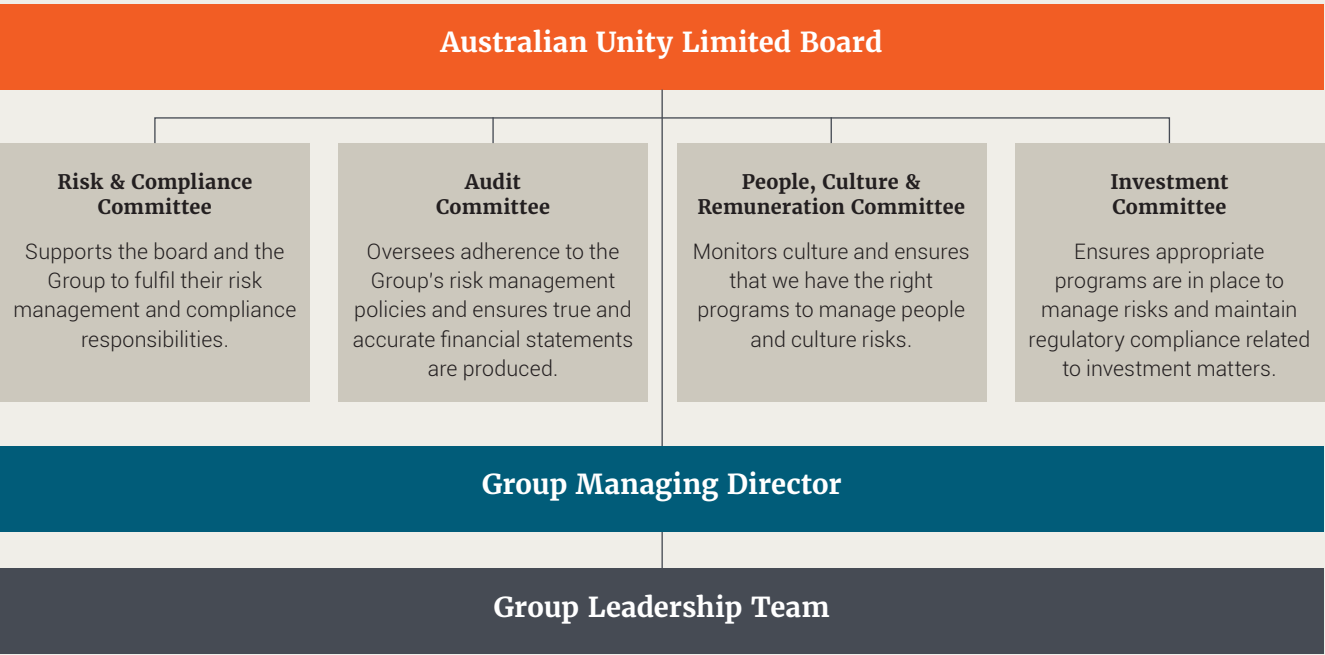 Australian Unity Limited Board
Risk & Compliance
Committee
Supports the board and the
Group to fulfil their risk
management and compliance
responsibilities.
Audit
Committee
Oversees adherence to the
Group's risk management
policies and ensures true and
accurate financial statements
are produced.
People, Culture &
Remuneration Committee
Monitors culture and ensures
that we have the right
programs to manage people
and culture risks.
Investment
Committee
Ensures appropriate
programs are in place to
manage risks and maintain
regulatory compliance related
to investment matters.
Group Managing Director
Group Leadership Team